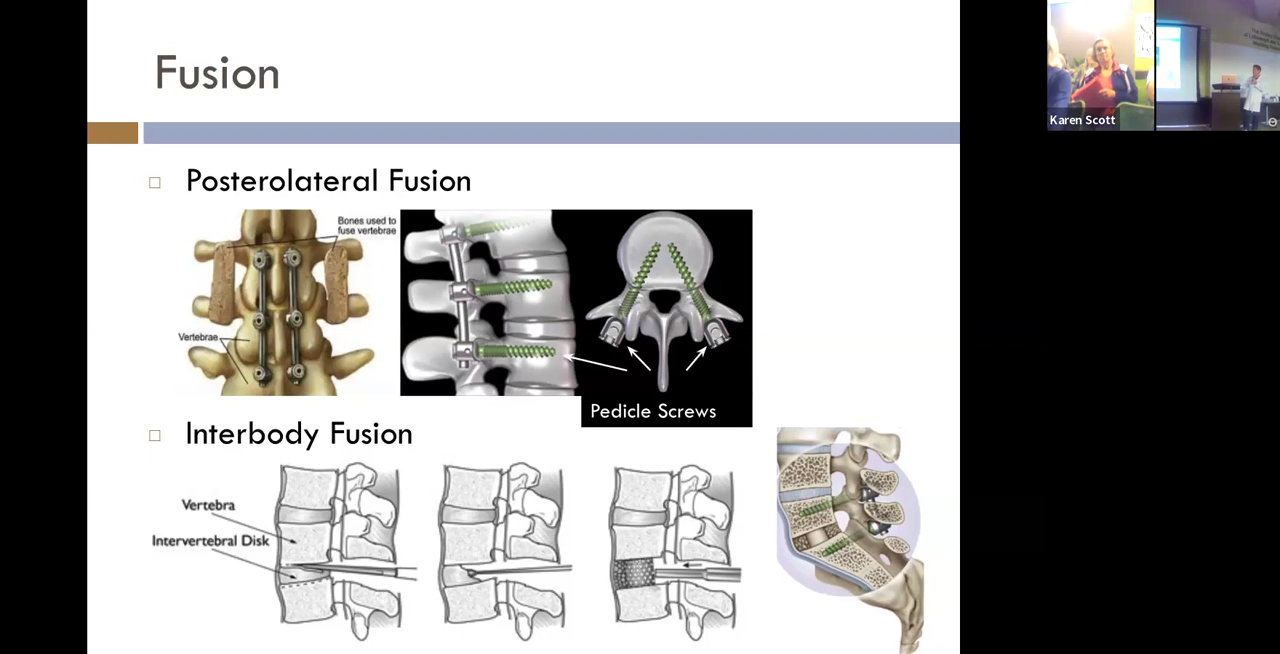 Fusion
Posterolateral Fusion
Bones used to
fuse vertebrae
Vertebrae
Pedicle Screws
Interbody Fusion
Vertebra
Intervertebral Disk
Karen Scott